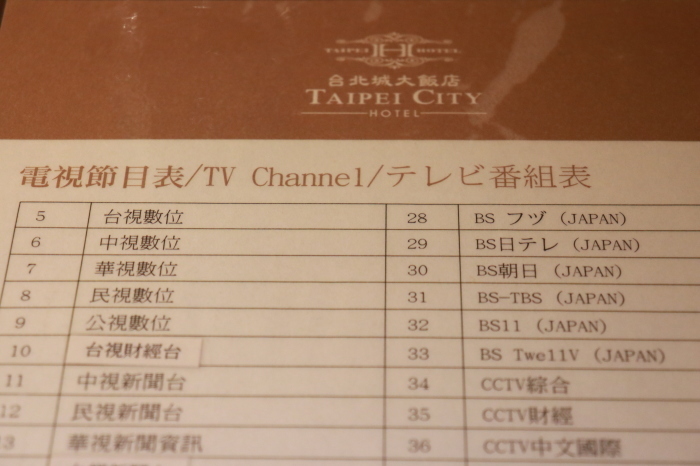 TAIPEI H HOTEL
台北城大飯店
TAIPEI CITY
HOTEL
電視節目表/TV Channel/テレビ番組表
5 台視數位 28 BS フヅ (JAPAN)
6 中視數位 29 BS日テレ (JAPAN)
7 華視數位 30 BS朝日 (JAPAN)
8 民視數位 31 BS-TBS (JAPAN)
9 公視數位 32 BS11 (JAPAN)
10 台視財經台 33 BS Twe11V (JAPAN)
11 中視新聞台 34 CCTV綜合
12 民視新聞台 35 CCTV財經
13 華視新聞資訊 36 CCTV中文國際